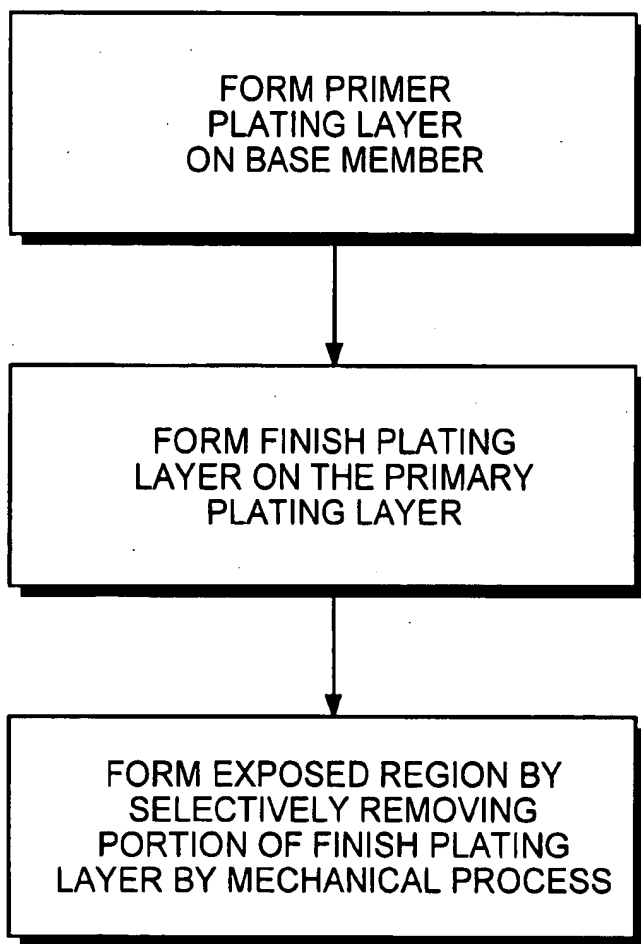 FORM PRIMER
PLATING LAYER
ON BASE MEMBER
FORM FINISH PLATING
LAYER ON THE PRIMARY
PLATING LAYER
FORM EXPOSED REGION BY
SELECTIVELY REMOVING
PORTION OF FINISH PLATING
LAYER BY MECHANICAL PROCESS